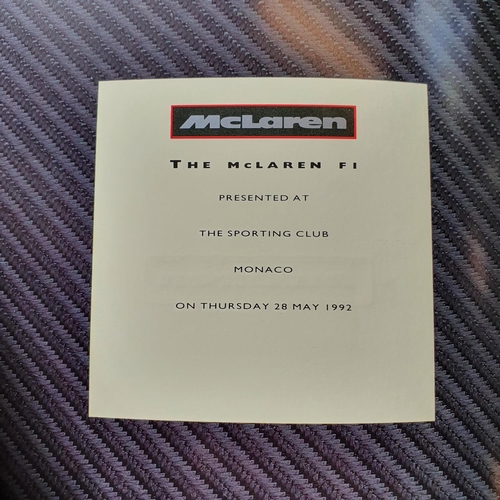 McLaren
THE McLAREN F1
PRESENTED AT
THE SPORTING CLUB
MONACO
ON THURSDAY 28 MAY 1992